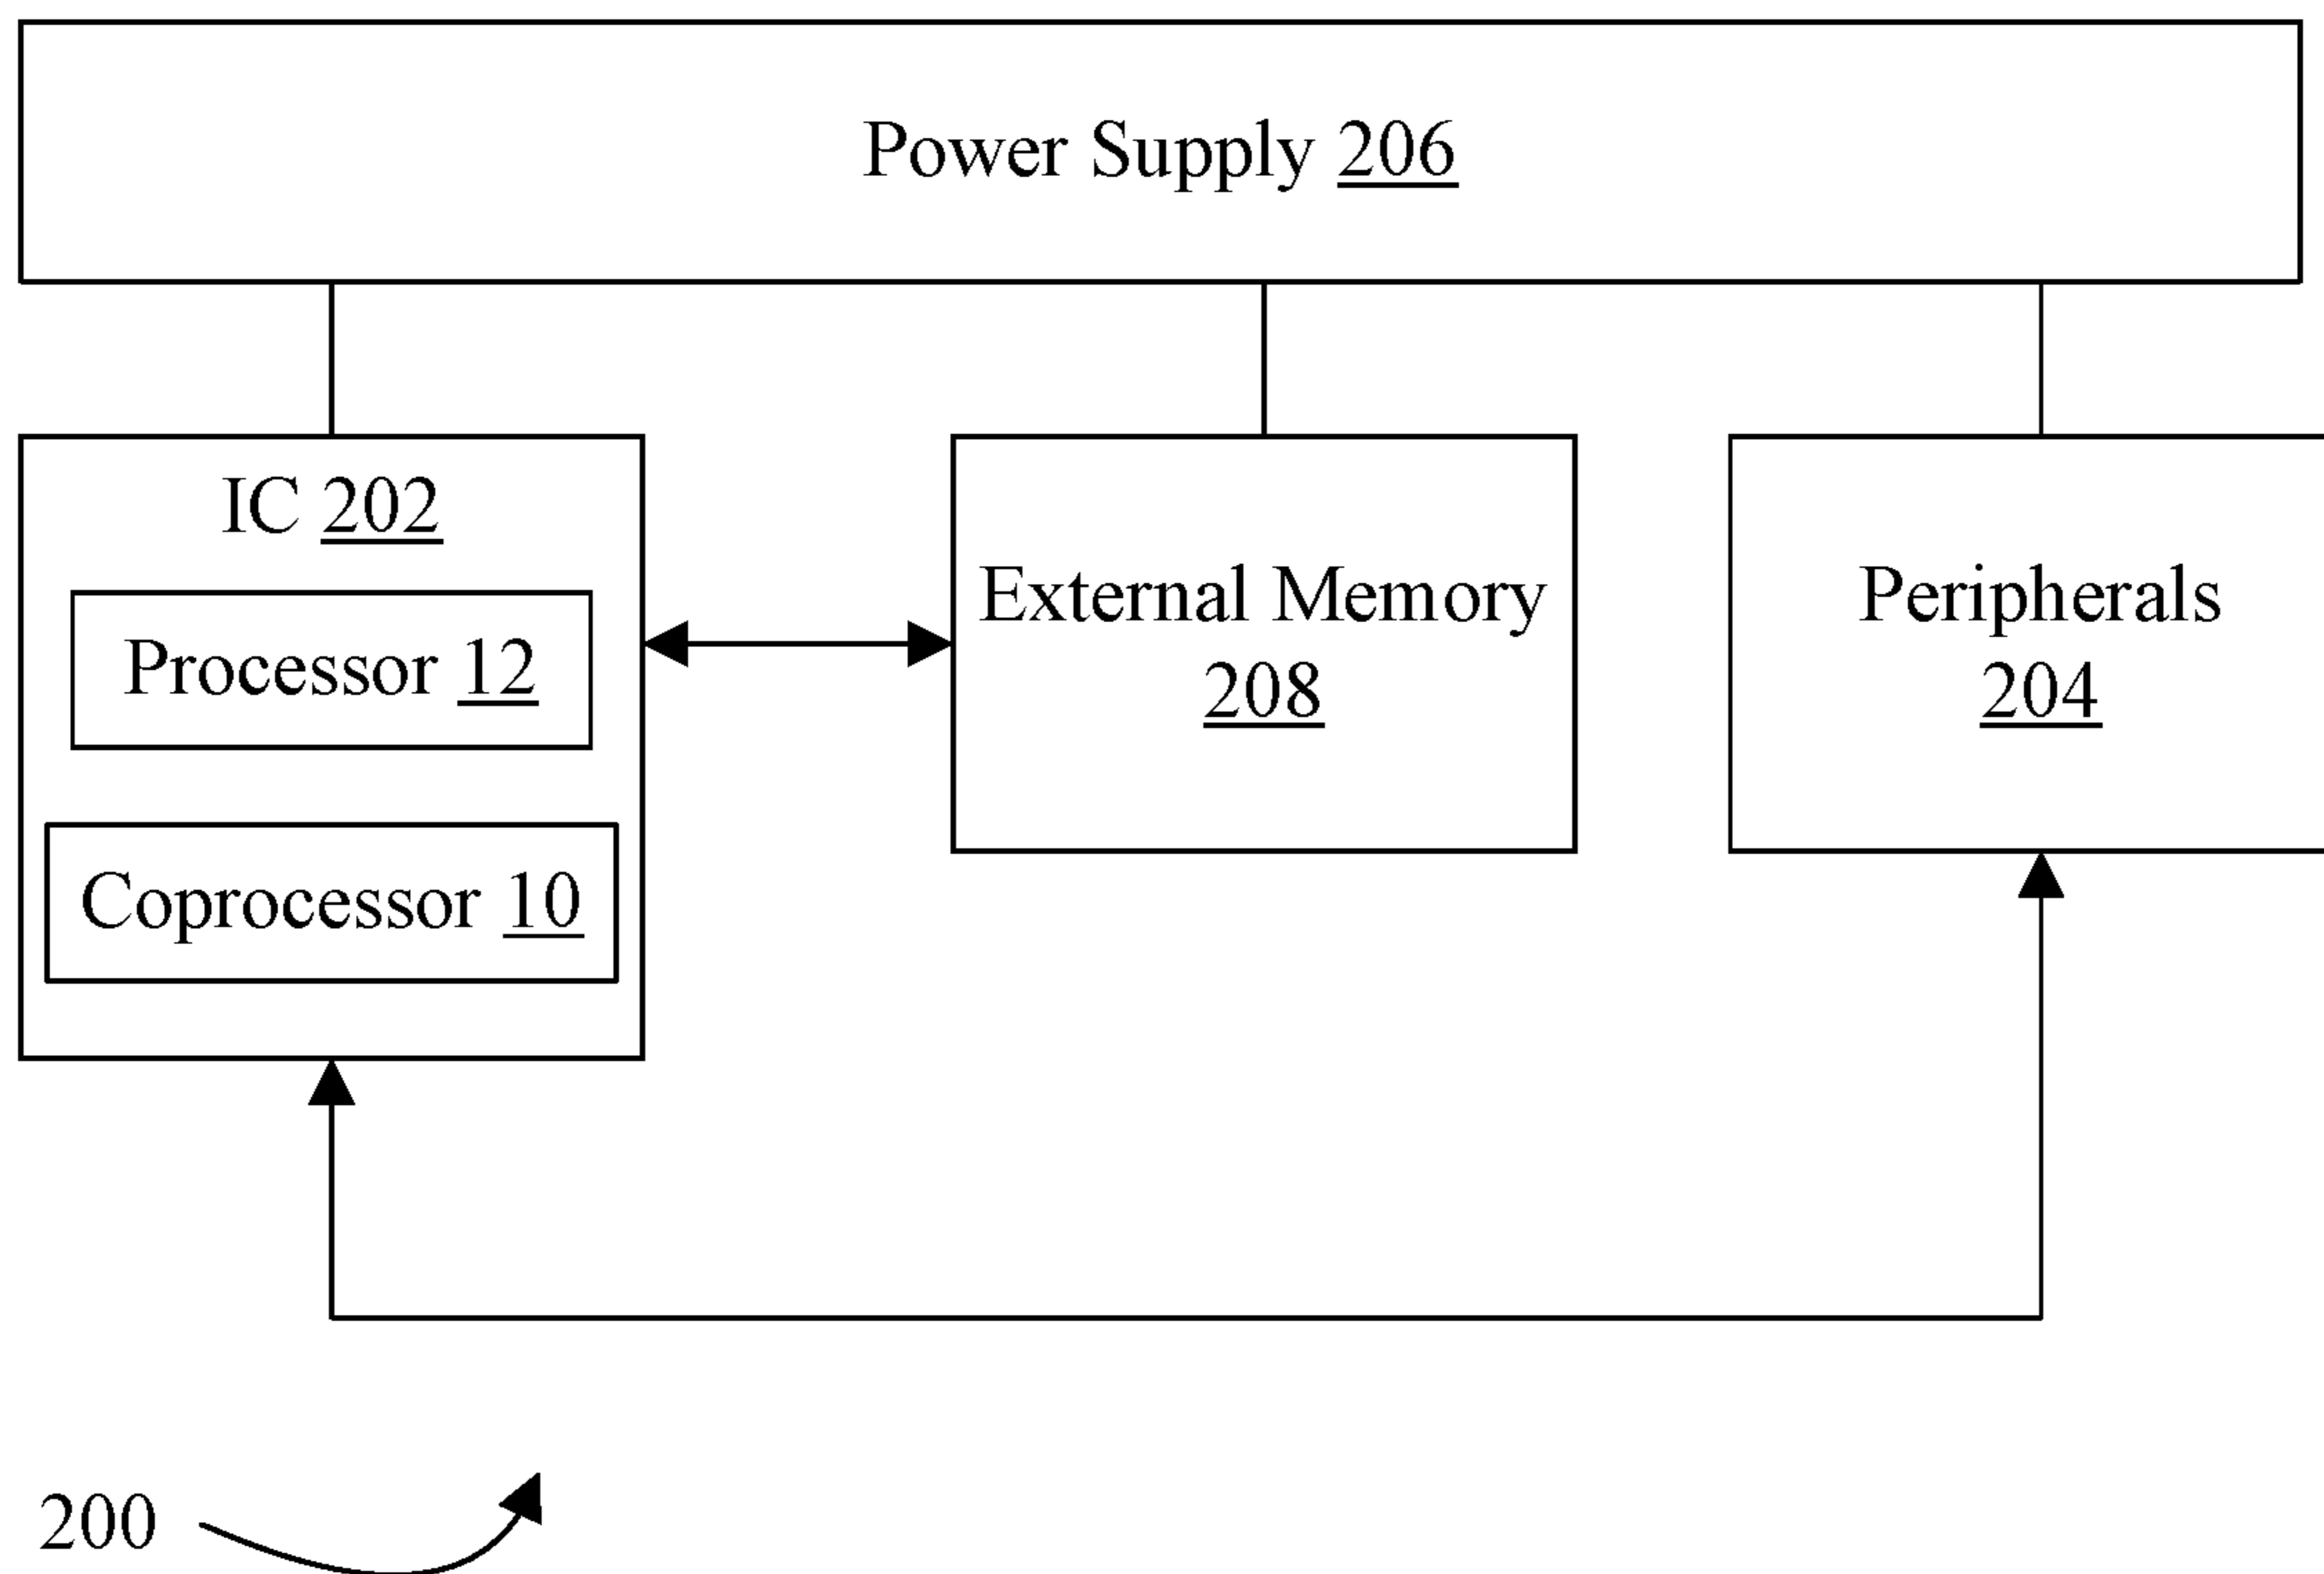 Power Supply 206
IC 202
Processor 12
Coprocessor 10
External Memory
208
Peripherals
204
200